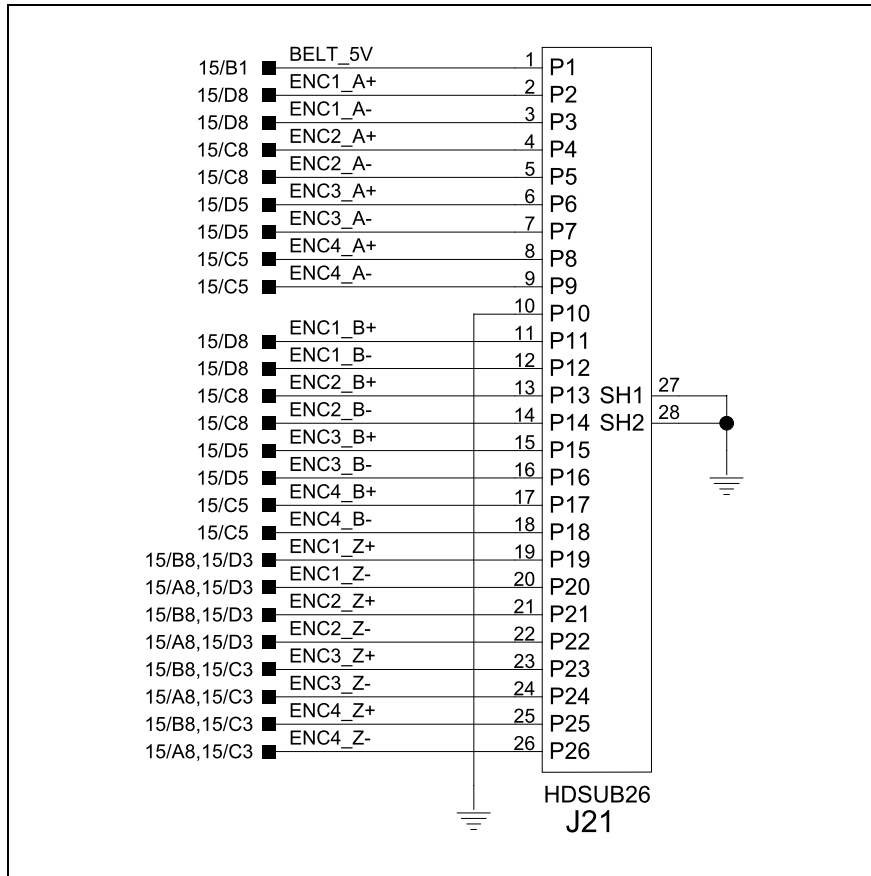 15/B1 BELT_5V 1 P1
15/D8 ENC1_A+ 2 P2
15/D8 ENC1_A- 3 P3
15/C8 ENC2_A+ 4 P4
15/C8 ENC2_A- 5 P5
15/D5 ENC3_A+ 6 P6
15/D5 ENC3_A- 7 P7
15/C5 ENC4_A+ 8 P8
15/C5 ENC4_A- 9 P9
10 P10
15/D8 ENC1_B+ 11 P11
15/D8 ENC1_B- 12 P12
15/C8 ENC2_B+ 13 P13 SH1 27
15/C8 ENC2_B- 14 P14 SH2 28
15/D5 ENC3_B+ 15 P15
15/D5 ENC3_B- 16 P16
15/C5 ENC4_B+ 17 P17
15/C5 ENC4_B- 18 P18
15/B8,15/D3 ENC1_Z+ 19 P19
15/A8,15/D3 ENC1_Z- 20 P20
15/B8,15/D3 ENC2_Z+ 21 P21
15/A8,15/D3 ENC2_Z- 22 P22
15/B8,15/C3 ENC3_Z+ 23 P23
15/A8,15/C3 ENC3_Z- 24 P24
15/B8,15/C3 ENC4_Z+ 25 P25
15/A8,15/C3 ENC4_Z- 26 P26
HDSUB26
J21